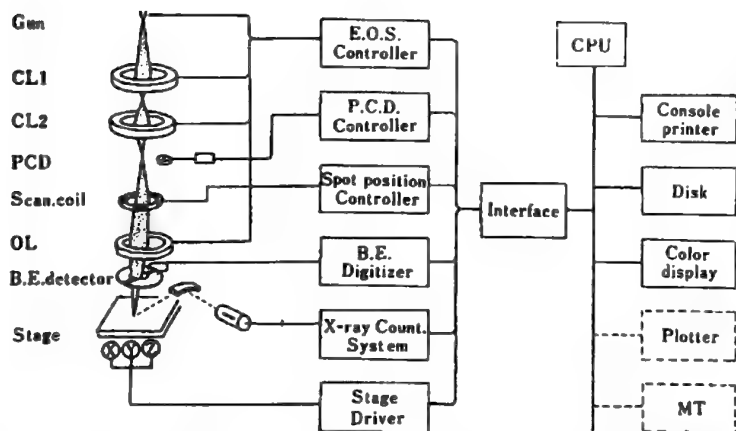 Gun
CL1
CL2
PCD
Scan.coil
OL
B.E.detector
Stage
X Y Z
E.O.S.
Controller
P.C.D.
Controller
Spot position
Controller
B.E.
Digitizer
X-ray Count.
System
Stage
Driver
Interface
CPU
Console
printer
Disk
Color
display
Plotter
MT